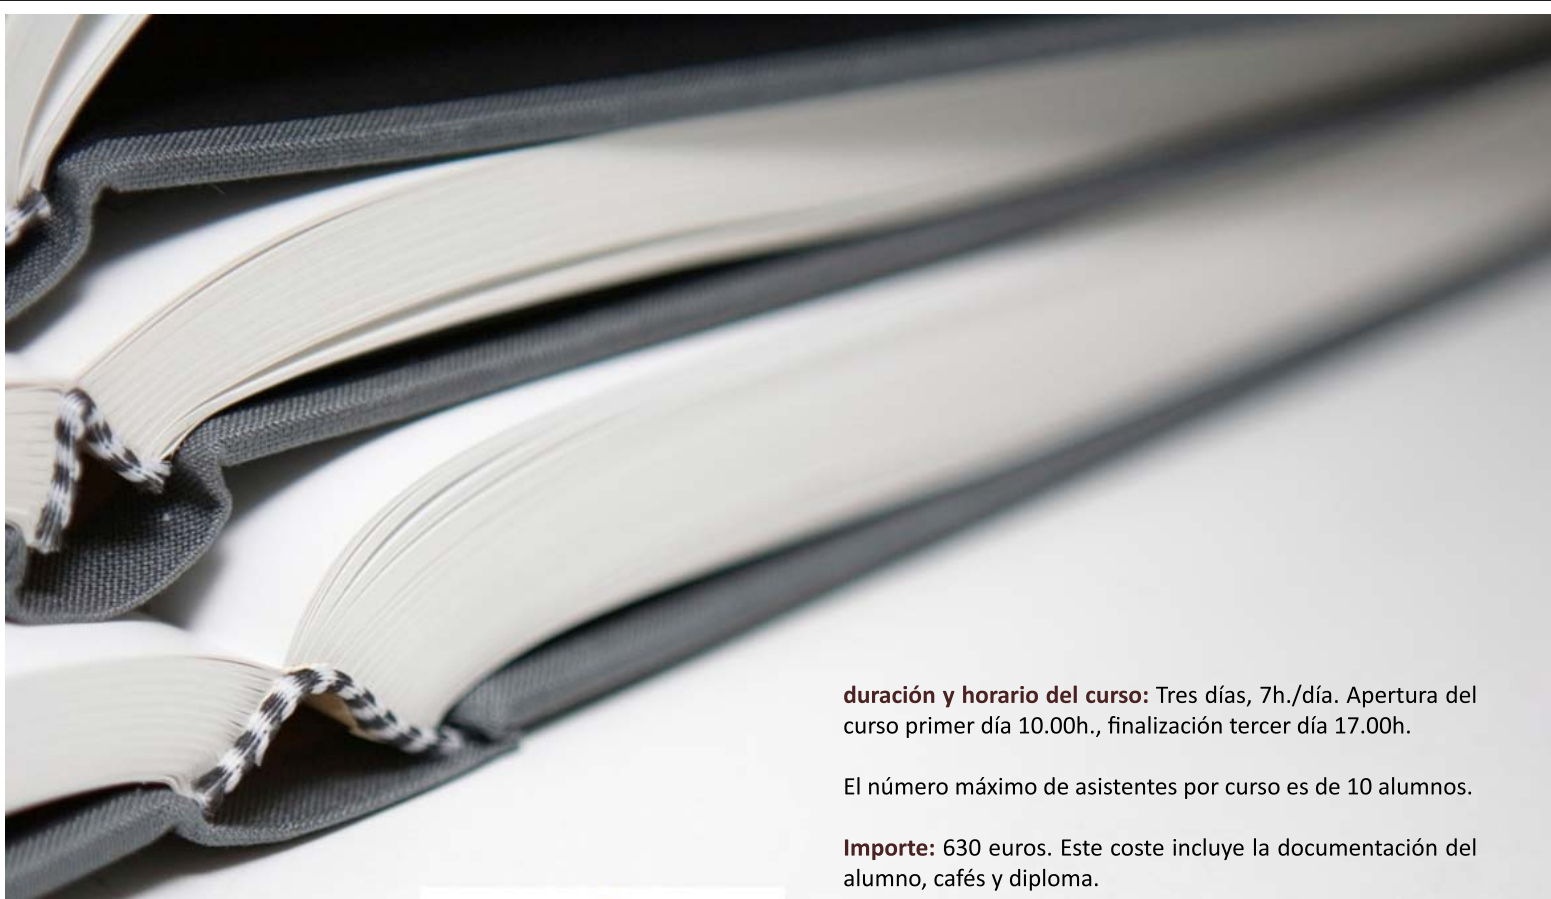 duración y horario del curso: Tres días, 7h./día. Apertura del
curso primer día 10.00h., finalización tercer día 17.00h.
El número máximo de asistentes por curso es de 10 alumnos.
Importe: 630 euros. Este coste incluye la documentación del
alumno, cafés y diploma.